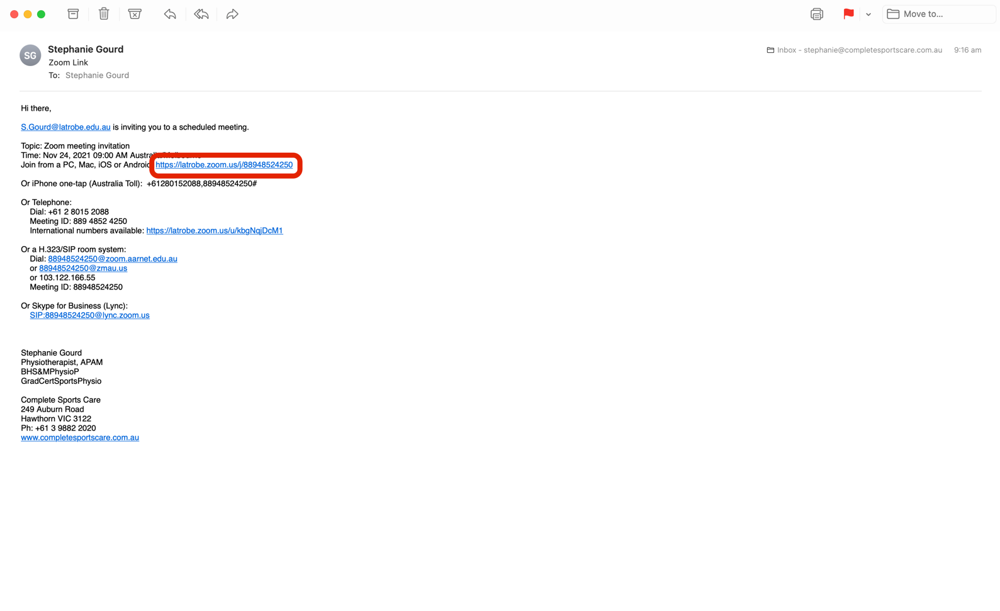 Move to...
SG
Stephanie Gourd
Inbox - stephanie@completesportscare.com.au 9:16 am
Zoom Link
To: Stephanie Gourd
Hi there,
S.Gourd@latrobe.edu.au is inviting you to a scheduled meeting.
Topic: Zoom meeting invitation
Time: Nov 24, 2021 09:00 AM Australia/Melbourne
Join from a PC, Mac, iOS or Android https://latrobe.zoom.us/j/88948524250
Or iPhone one-tap (Australia Toll): +61280152088,88948524250#
Or Telephone:
Dial: +61 2 8015 2088
Meeting ID: 889 4852 4250
International numbers available: https://latrobe.zoom.us/u/kbgNqjDcM1
Or a H.323/SIP room system:
Dial: 88948524250@zoom.aarnet.edu.au
or 88948524250@zmau.us
or 103.122.166.55
Meeting ID: 88948524250
Or Skype for Business (Lync):
SIP:88948524250@lync.zoom.us
Stephanie Gourd
Physiotherapist, APAM
BHS&MPhysioP
GradCertSportsPhysio
Complete Sports Care
249 Auburn Road
Hawthorn VIC 3122
Ph: +61 3 9882 2020
www.completesportscare.com.au